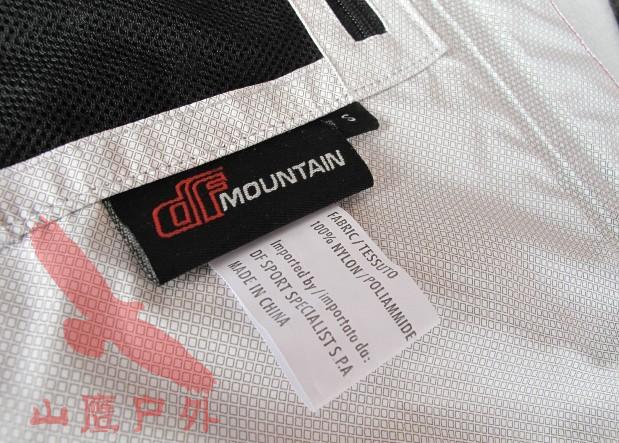 S
df MOUNTAIN
FABRIC / TESSUTO
100% NYLON / POLIAMMIDE
Imported by / importato da:
DF SPORT SPECIALIST S.P.A
MADE IN CHINA
山鹰户外